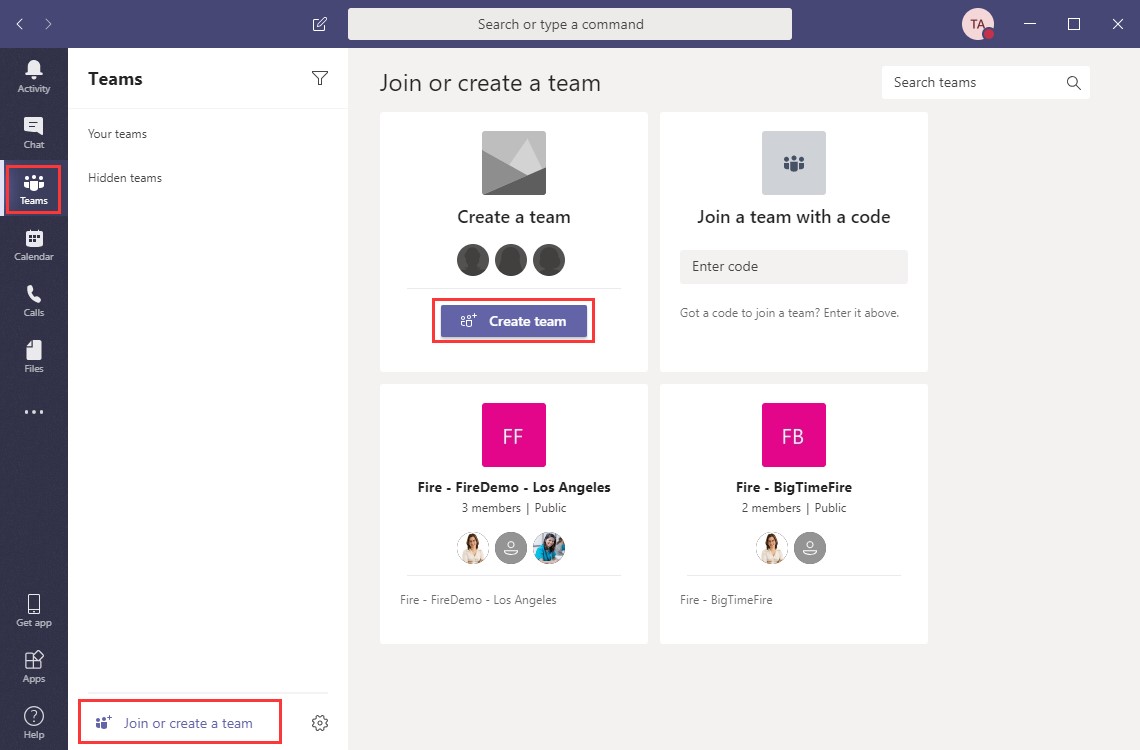 Search or type a command
TA
Activity
Chat
Teams
Calendar
Calls
Files
Get app
Apps
Help
Teams
Your teams
Hidden teams
Join or create a team
Join or create a team
Search teams
Create a team
Create team
Join a team with a code
Enter code
Got a code to join a team? Enter it above.
FF
Fire - FireDemo - Los Angeles
3 members | Public
Fire - FireDemo - Los Angeles
FB
Fire - BigTimeFire
2 members | Public
Fire - BigTimeFire